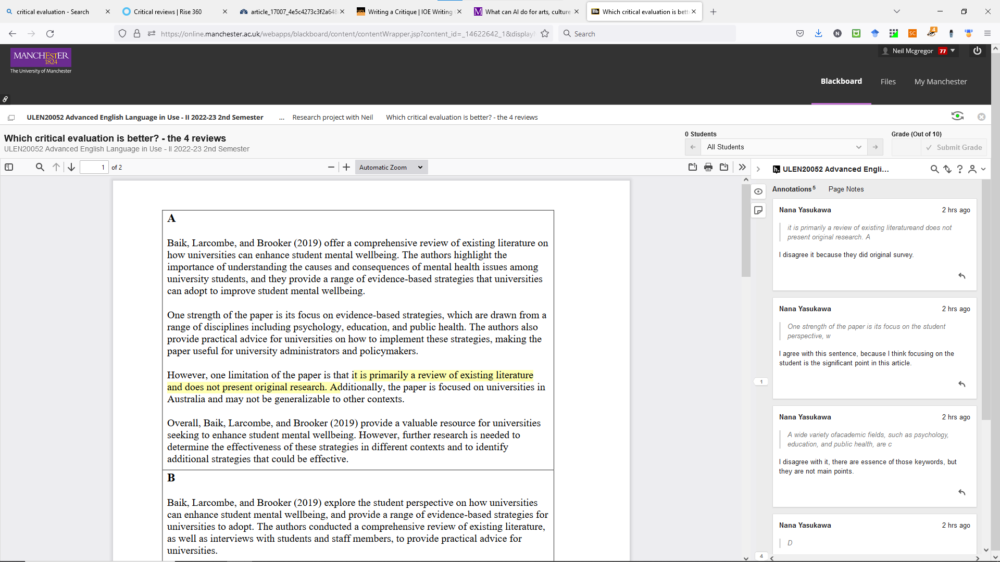 critical evaluation - Search
Critical reviews | Rise 360
article_17007_4e5c4273c3f2a648
Writing a Critique | IOE Writing
What can AI do for arts, culture
Which critical evaluation is bett
https://online.manchester.ac.uk/webapps/blackboard/content/contentWrapper.jsp?content_id=_14622642_1&display
Search
4
MANCHESTER
1824
The University of Manchester
Neil Mcgregor 77
Blackboard
Files
My Manchester
ULEN20052 Advanced English Language in Use - II 2022-23 2nd Semester
...
Research project with Neil
Which critical evaluation is better? - the 4 reviews
Which critical evaluation is better? - the 4 reviews
ULEN20052 Advanced English Language in Use - II 2022-23 2nd Semester
0 Students
All Students
Grade (Out of 10)
Submit Grade
1 of 2
Automatic Zoom
A
Baik, Larcombe, and Brooker (2019) offer a comprehensive review of existing literature on
how universities can enhance student mental wellbeing. The authors highlight the
importance of understanding the causes and consequences of mental health issues among
university students, and they provide a range of evidence-based strategies that universities
can adopt to improve student mental wellbeing.
One strength of the paper is its focus on evidence-based strategies, which are drawn from a
range of disciplines including psychology, education, and public health. The authors also
provide practical advice for universities on how to implement these strategies, making the
paper useful for university administrators and policymakers.
However, one limitation of the paper is that it is primarily a review of existing literature
and does not present original research. Additionally, the paper is focused on universities in
Australia and may not be generalizable to other contexts.
Overall, Baik, Larcombe, and Brooker (2019) provide a valuable resource for universities
seeking to enhance student mental wellbeing. However, further research is needed to
determine the effectiveness of these strategies in different contexts and to identify
additional strategies that could be effective.
B
Baik, Larcombe, and Brooker (2019) explore the student perspective on how universities
can enhance student mental wellbeing, and provide a range of evidence-based strategies for
universities to adopt. The authors conducted a comprehensive review of existing literature,
as well as interviews with students and staff members, to provide practical advice for
universities.
1
4
ULEN20052 Advanced Engli...
Annotations 5
Page Notes
Nana Yasukawa
2 hrs ago
it is primarily a review of existing literatureand does not
present original research. A
I disagree it because they did original survey.
Nana Yasukawa
2 hrs ago
One strength of the paper is its focus on the student
perspective, w
I agree with this sentence, because I think focusing on the
student is the significant point in this article.
Nana Yasukawa
2 hrs ago
A wide variety ofacademic fields, such as psychology,
education, and public health, are c
I disagree with it, there are essence of those keywords, but
they are not main points.
Nana Yasukawa
2 hrs ago
D